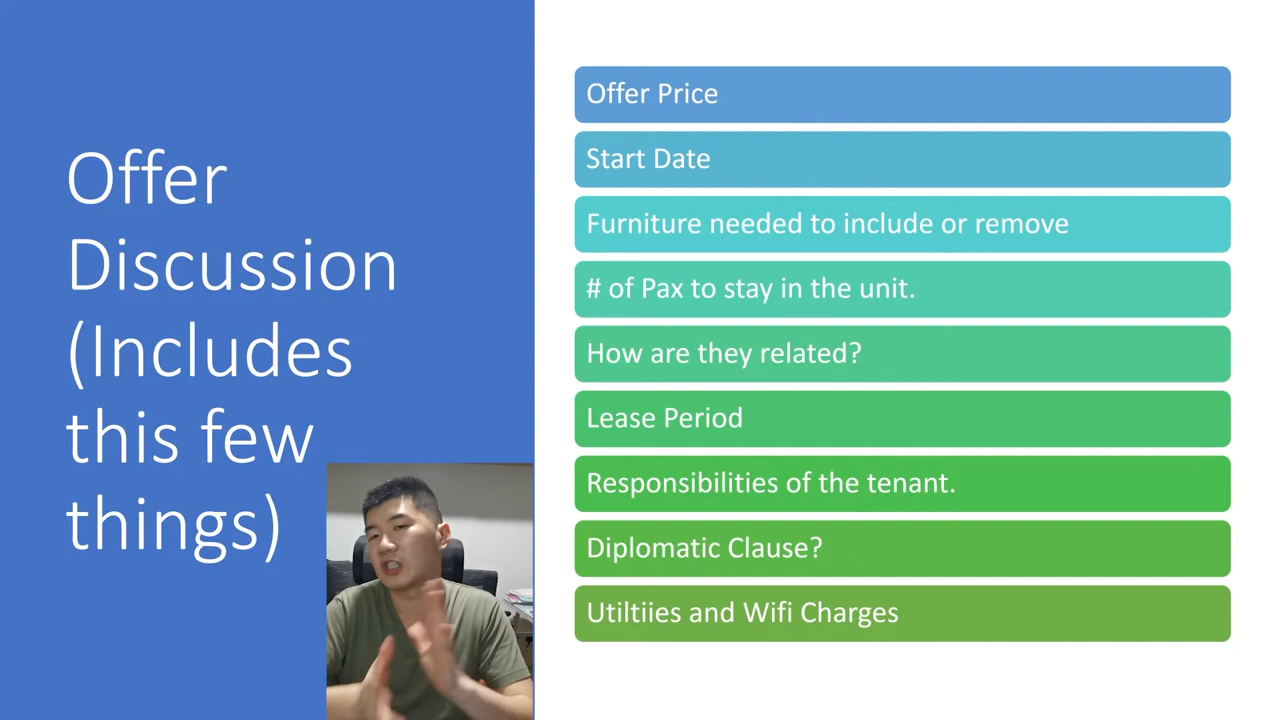 Offer
Discussion
(Includes
this few
things)
Offer Price
Start Date
Furniture needed to include or remove
# of Pax to stay in the unit.
How are they related?
Lease Period
Responsibilities of the tenant.
Diplomatic Clause?
Utiltiies and Wifi Charges